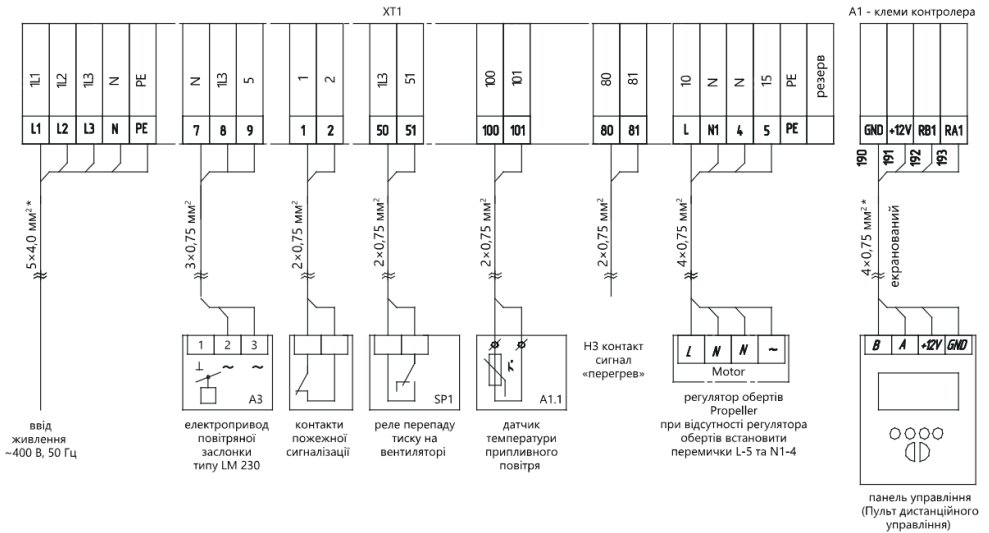 XT1
A1 - клеми контролера
1L1 1L2 1L3 N PE
N 1L3 5
1 2
1L3 51
100 101
80 81
10 N N 15 PE резерв
L1 L2 L3 N PE
7 8 9
1 2
50 51
100 101
80 81
L N1 4 5 PE
GND +12V RB1 RA1
190 191 192 193
5×4,0 мм² *
3×0,75 мм²
2×0,75 мм²
2×0,75 мм²
2×0,75 мм²
2×0,75 мм²
4×0,75 мм²
4×0,75 мм² *
екранований
1 2 3
A3
SP1
t°
A1.1
НЗ контакт
сигнал
«перегрев»
L N N ~
Motor
B A +12V GND
ввід
живлення
~400 В, 50 Гц
електропривод
повітряної
заслонки
типу LM 230
контакти
пожежної
сигналізації
реле перепаду
тиску на
вентиляторі
датчик
температури
припливного
повітря
регулятор обертів
Propeller
при відсутності регулятора
обертів встановити
перемички L-5 та N1-4
панель управління
(Пульт дистанційного
управління)